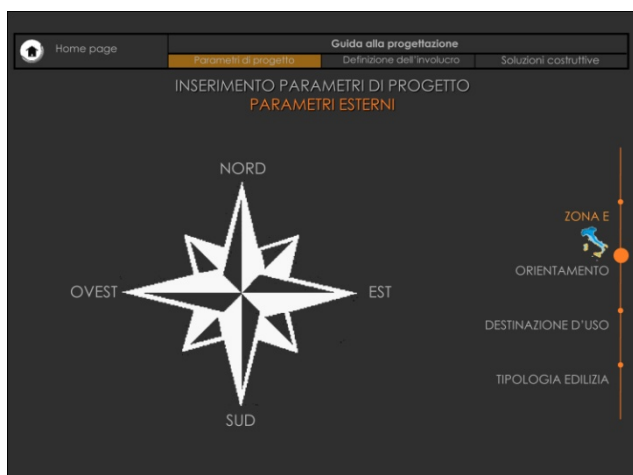 Home page
Guida alla progettazione
Parametri di progetto
Definizione dell'involucro
Soluzioni costruttive
INSERIMENTO PARAMETRI DI PROGETTO
PARAMETRI ESTERNI
NORD
OVEST
EST
SUD
ZONA E
ORIENTAMENTO
DESTINAZIONE D'USO
TIPOLOGIA EDILIZIA